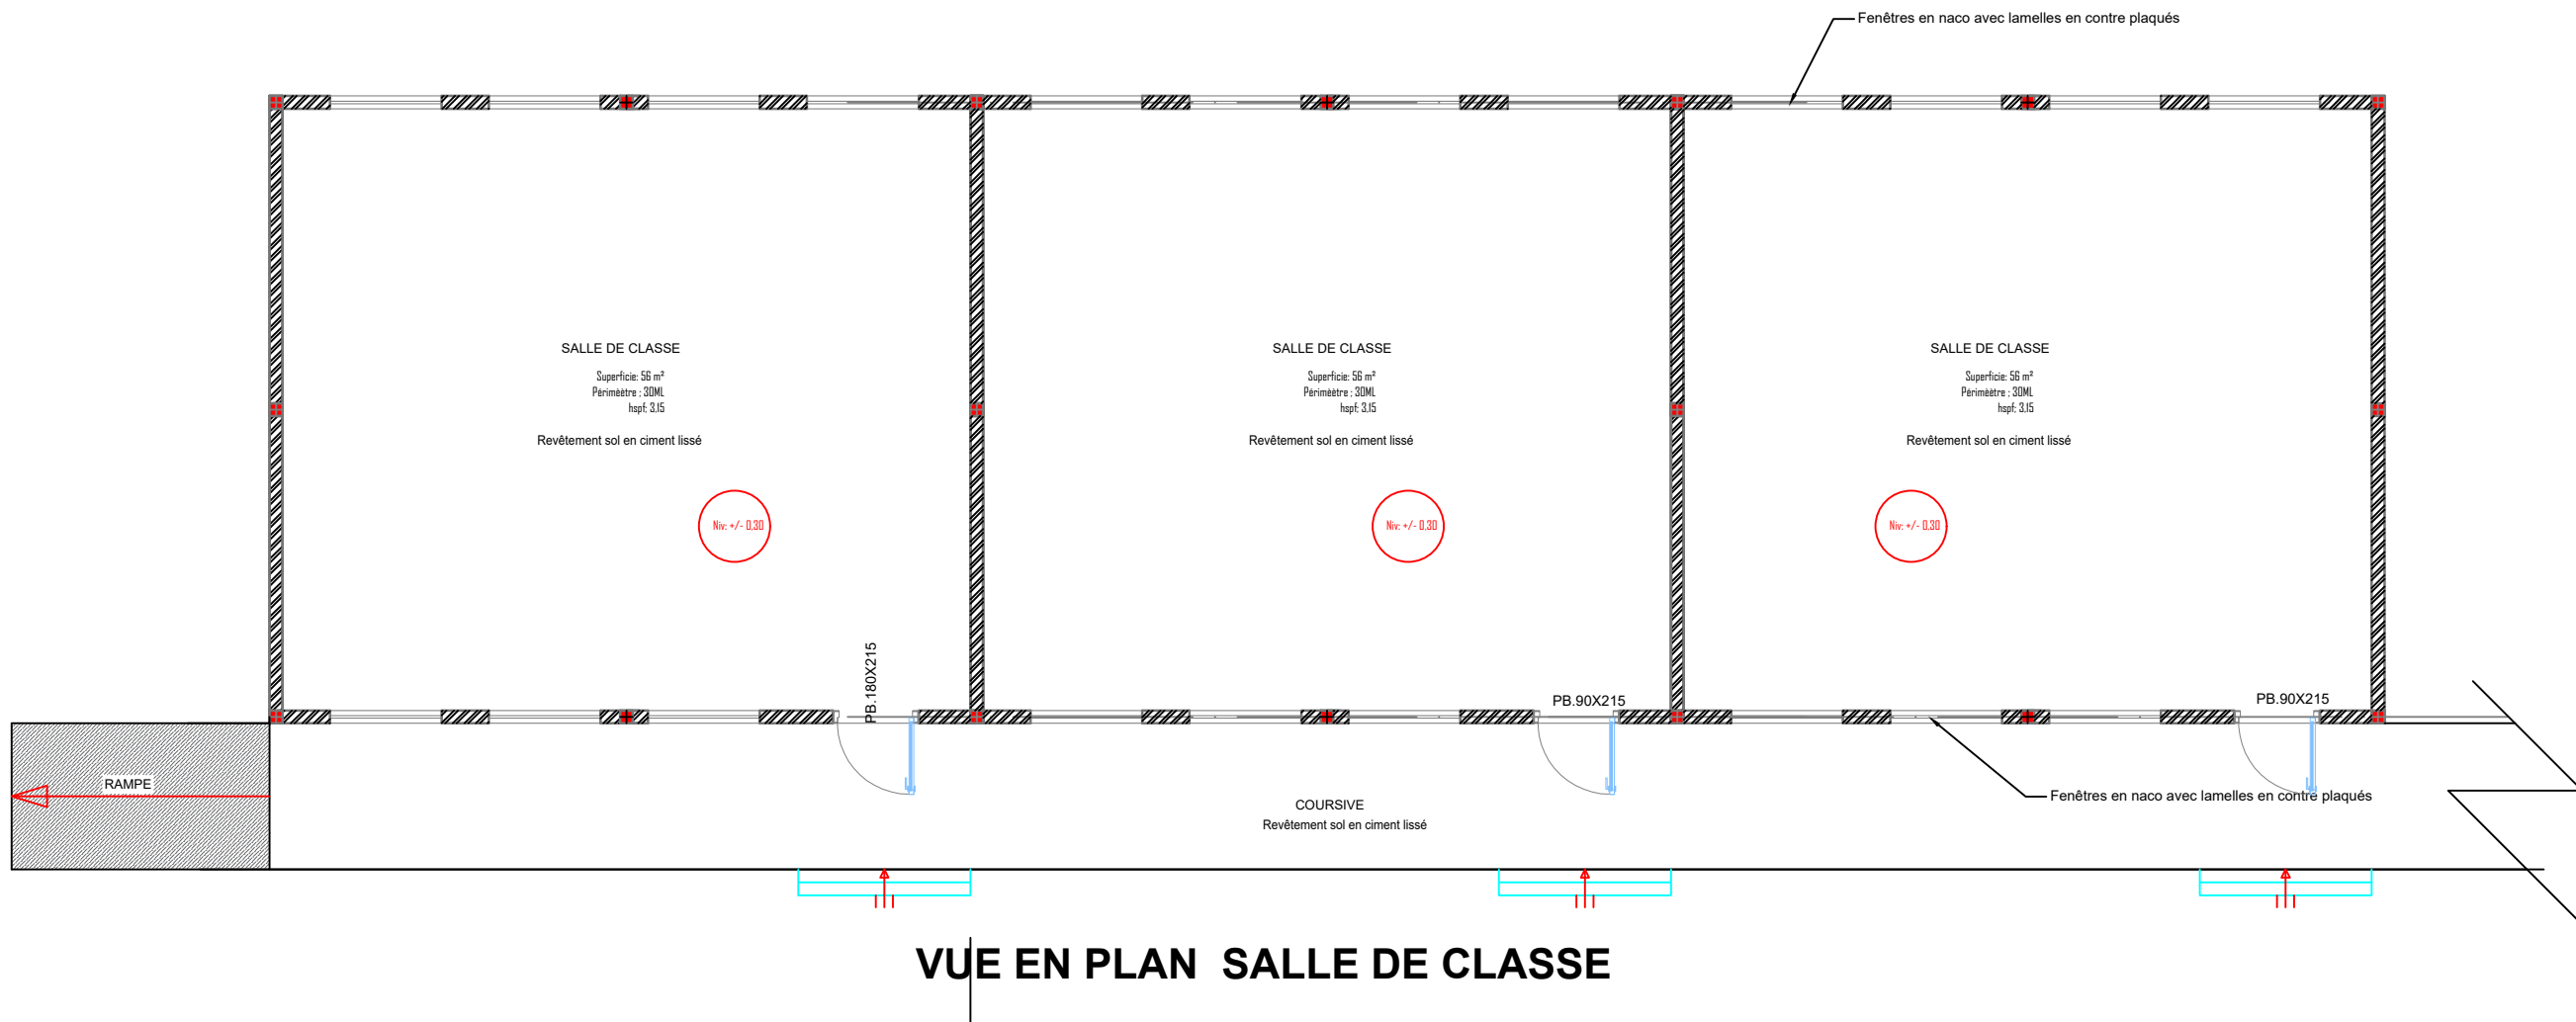 Fenêtres en naco avec lamelles en contre plaqués
SALLE DE CLASSE
Superficie: 56 m²
Périmèètre : 30ML
hspf: 3,15
Revêtement sol en ciment lissé
Niv: +/- 0,30
SALLE DE CLASSE
Superficie: 56 m²
Périmèètre : 30ML
hspf: 3,15
Revêtement sol en ciment lissé
Niv: +/- 0,30
SALLE DE CLASSE
Superficie: 56 m²
Périmèètre : 30ML
hspf: 3,15
Revêtement sol en ciment lissé
Niv: +/- 0,30
PB.180X215
PB.90X215
PB.90X215
RAMPE
COURSIVE
Revêtement sol en ciment lissé
Fenêtres en naco avec lamelles en contre plaqués
VUE EN PLAN SALLE DE CLASSE